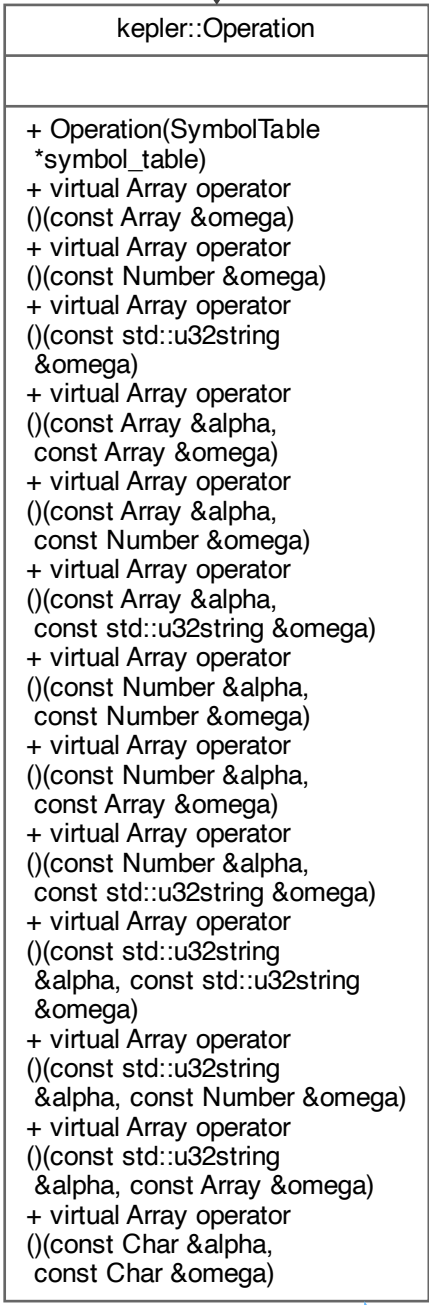 kepler::Operation
+ Operation(SymbolTable
*symbol_table)
+ virtual Array operator
()(const Array &omega)
+ virtual Array operator
()(const Number &omega)
+ virtual Array operator
()(const std::u32string
&omega)
+ virtual Array operator
()(const Array &alpha,
const Array &omega)
+ virtual Array operator
()(const Array &alpha,
const Number &omega)
+ virtual Array operator
()(const Array &alpha,
const std::u32string &omega)
+ virtual Array operator
()(const Number &alpha,
const Number &omega)
+ virtual Array operator
()(const Number &alpha,
const Array &omega)
+ virtual Array operator
()(const Number &alpha,
const std::u32string &omega)
+ virtual Array operator
()(const std::u32string
&alpha, const std::u32string
&omega)
+ virtual Array operator
()(const std::u32string
&alpha, const Number &omega)
+ virtual Array operator
()(const std::u32string
&alpha, const Array &omega)
+ virtual Array operator
()(const Char &alpha,
const Char &omega)